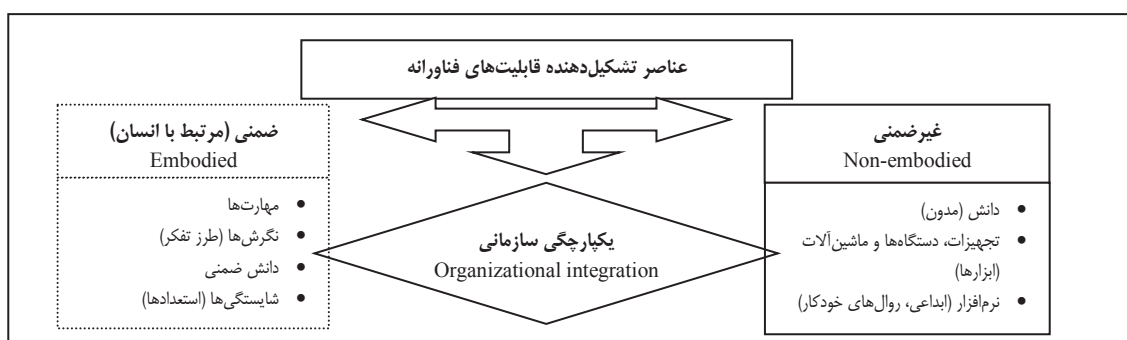 عناصر تشکیل‌دهنده قابلیت‌های فناورانه
غیرضمنی
Non-embodied
• دانش (مدون)
• تجهیزات، دستگاه‌ها و ماشین‌آلات
(ابزارها)
• نرم‌افزار (ابداعی، روال‌های خودکار)
یکپارچگی سازمانی
Organizational integration
ضمنی (مرتبط با انسان)
Embodied
• مهارت‌ها
• نگرش‌ها (طرز تفکر)
• دانش ضمنی
• شایستگی‌ها (استعدادها)